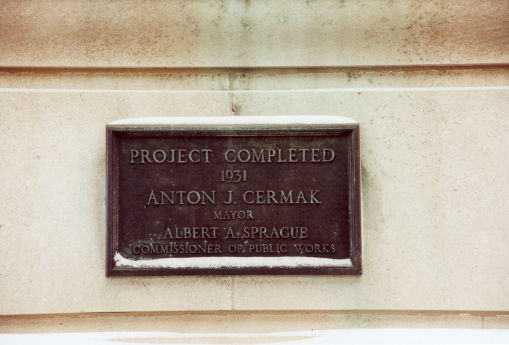 PROJECT COMPLETED
1931
ANTON J. CERMAK
MAYOR
ALBERT A. SPRAGUE
COMMISSIONER OF PUBLIC WORKS